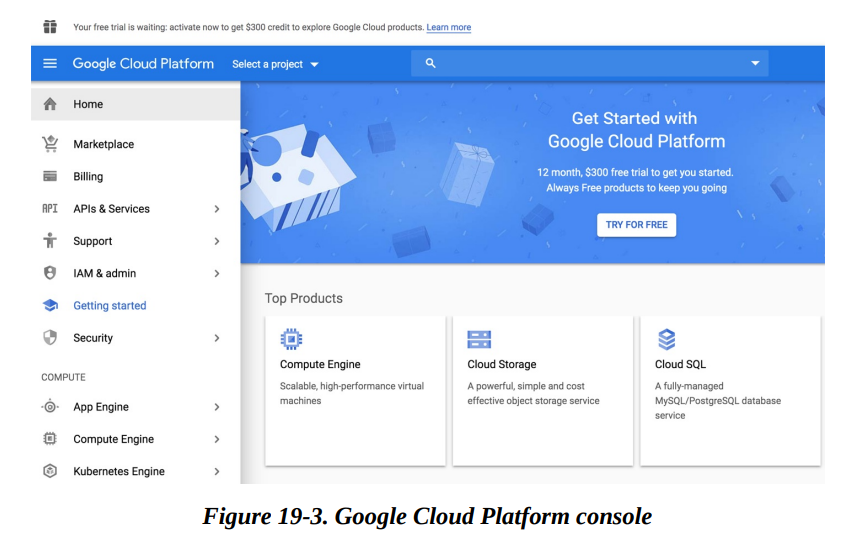 Your free trial is waiting: activate now to get $300 credit to explore Google Cloud products. Learn more
Google Cloud Platform
Select a project
Home
Marketplace
Billing
API APIs & Services
Support
IAM & admin
Getting started
Security
COMPUTE
App Engine
Compute Engine
Kubernetes Engine
Get Started with
Google Cloud Platform
12 month, $300 free trial to get you started.
Always Free products to keep you going
TRY FOR FREE
Top Products
Compute Engine
Scalable, high-performance virtual
machines
Cloud Storage
A powerful, simple and cost
effective object storage service
Cloud SQL
A fully-managed
MySQL/PostgreSQL database
service
Figure 19-3. Google Cloud Platform console